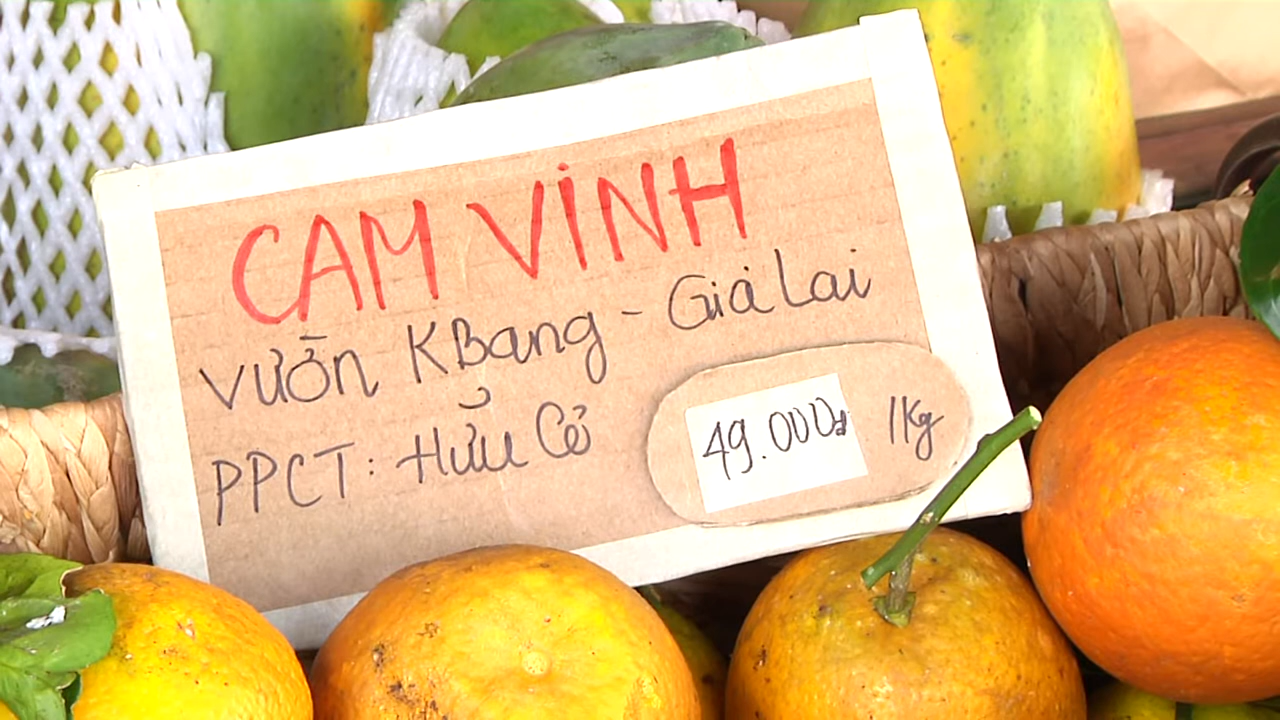 CAM VINH
VƯỜN KBang - Gia Lai
PPCT: Hữu Cơ
49.000đ /1Kg